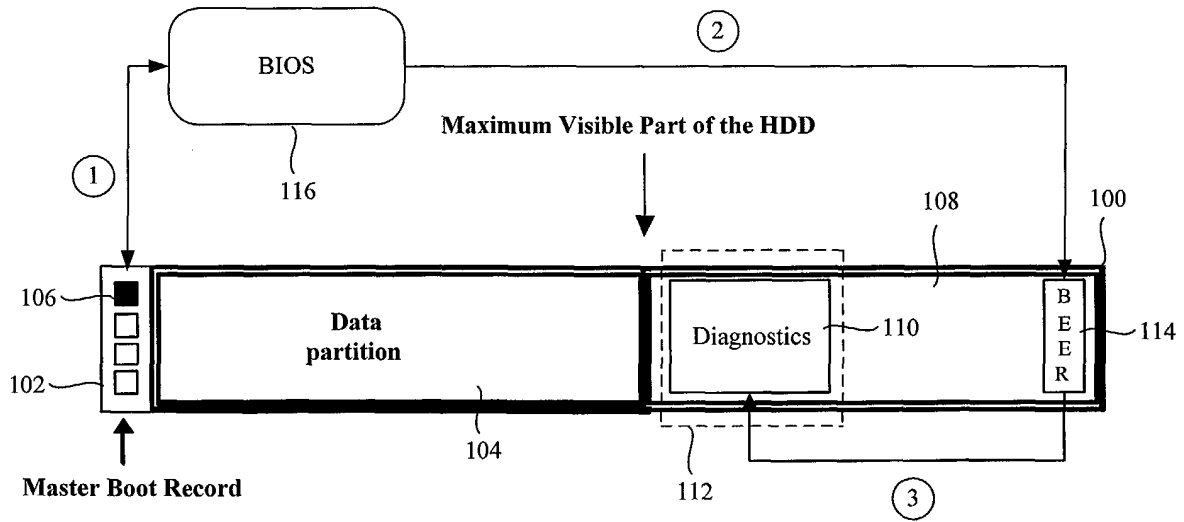 2
BIOS
Maximum Visible Part of the HDD
1
116
108
100
106
Data
partition
Diagnostics
110
B
E
E
R
114
102
104
112
Master Boot Record
3